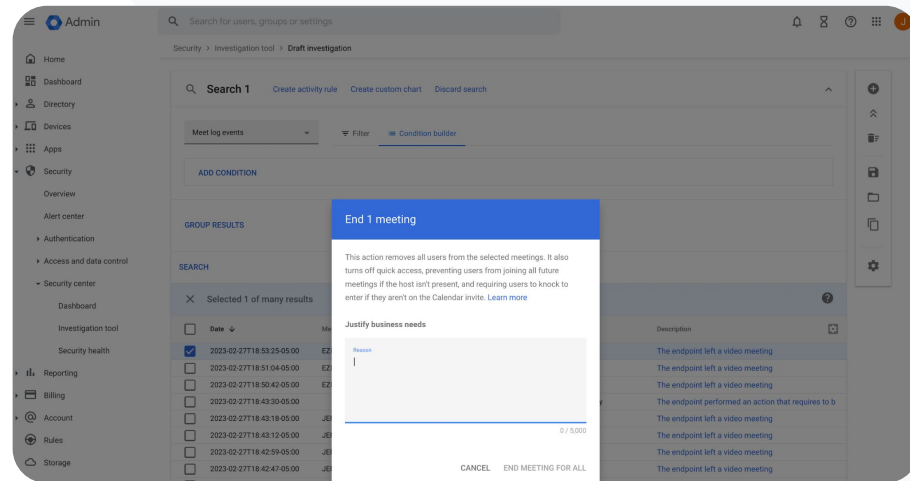 Admin
Search for users, groups or settings
J
Security > Investigation tool > Draft investigation
Home
Dashboard
Directory
Devices
Apps
Security
Overview
Alert center
Authentication
Access and data control
Security center
Dashboard
Investigation tool
Security health
Reporting
Billing
Account
Rules
Storage
Search 1
Create activity rule
Create custom chart
Discard search
Meet log events
Filter
Condition builder
ADD CONDITION
GROUP RESULTS
SEARCH
Selected 1 of many results
Date
Me
Description
2023-02-27T18:53:25-05:00
EZ
The endpoint left a video meeting
2023-02-27T18:51:04-05:00
EZ
The endpoint left a video meeting
2023-02-27T18:50:42-05:00
EZ
The endpoint left a video meeting
2023-02-27T18:43:30-05:00
y
The endpoint performed an action that requires to b
2023-02-27T18:43:18-05:00
JE
The endpoint left a video meeting
2023-02-27T18:43:12-05:00
JE
The endpoint left a video meeting
2023-02-27T18:42:59-05:00
JE
The endpoint left a video meeting
2023-02-27T18:42:47-05:00
JE
The endpoint left a video meeting
End 1 meeting
This action removes all users from the selected meetings. It also
turns off quick access, preventing users from joining all future
meetings if the host isn't present, and requiring users to knock to
enter if they aren't on the Calendar invite. Learn more
Justify business needs
Reason
0 / 5,000
CANCEL
END MEETING FOR ALL